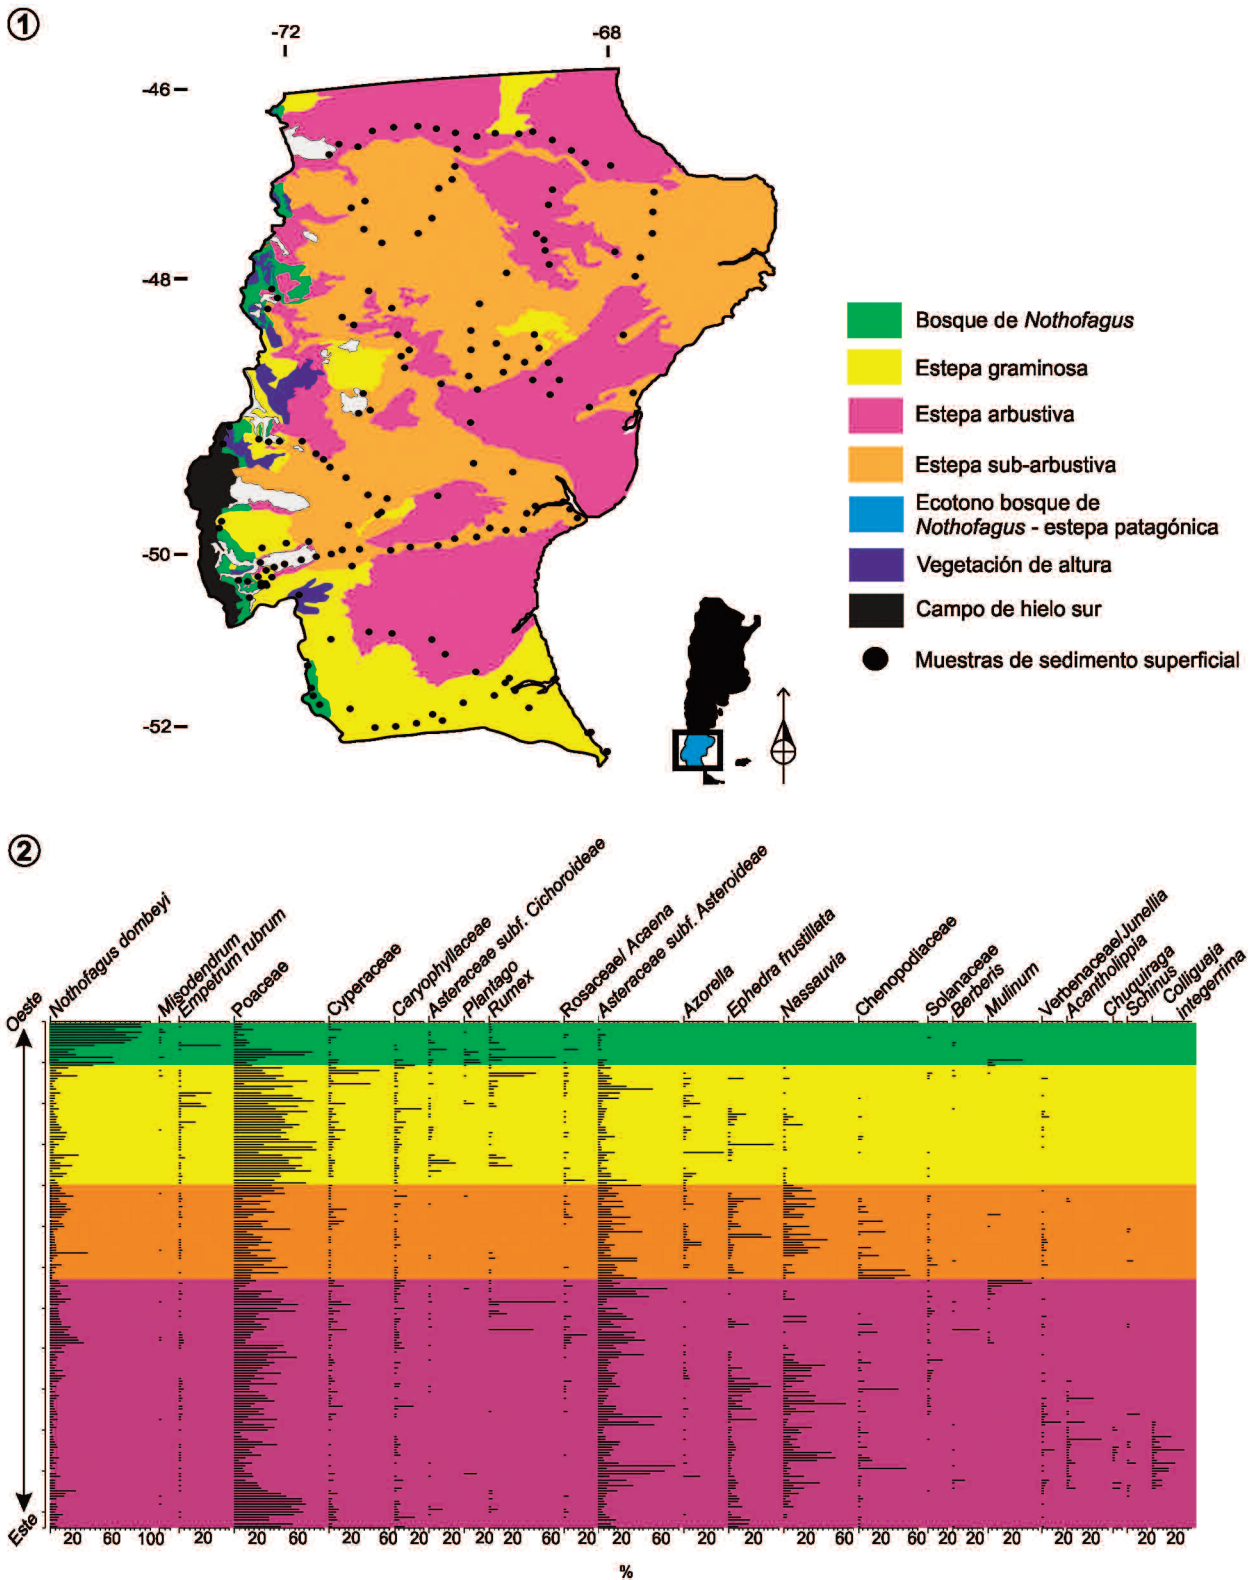 1
-72
-68
-46
-48
-50
-52
Bosque de Nothofagus
Estepa graminosa
Estepa arbustiva
Estepa sub-arbustiva
Ecotono bosque de
Nothofagus - estepa patagónica
Vegetación de altura
Campo de hielo sur
Muestras de sedimento superficial
2
Oeste
Nothofagus dombeyi
Misodendrum
Empetrum rubrum
Poaceae
Cyperaceae
Caryophyllaceae
Asteraceae subf. Cichoroideae
Plantago
Rumex
Rosaceae/ Acaena
Asteraceae subf. Asteroideae
Azorella
Ephedra frustillata
Nassauvia
Chenopodiaceae
Solanaceae
Berberis
Mulinum
Verbenaceae/Junellia
Acantholippia
Chuquiraga
Schinus
Colliguaja
integerrima
Este
20 60 100 20 20 60 20 60 20 20 20 20 20 20 60 20 20 20 60 20 60 20 20 20 20 20 20 20 20
%